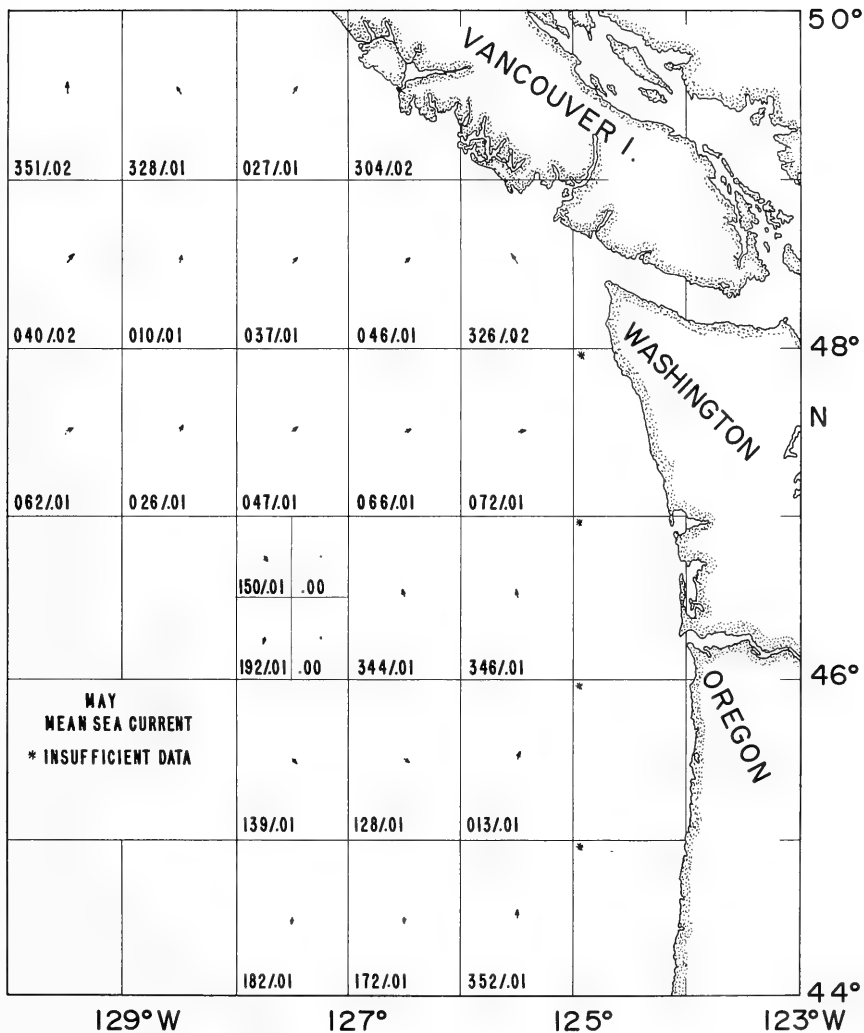 50°
VANCOUVER I.
351/.02 328/.01 027/.01 304/.02
040/.02 010/.01 037/.01 046/.01 326/.02
48°
*
WASHINGTON
N
062/.01 026/.01 047/.01 066/.01 072/.01
*
150/.01 .00
192/.01 .00 344/.01 346/.01
46°
*
OREGON
MAY
MEAN SEA CURRENT
* INSUFFICIENT DATA
139/.01 128/.01 013/.01
*
182/.01 172/.01 352/.01
44°
129°W 127° 125° 123°W